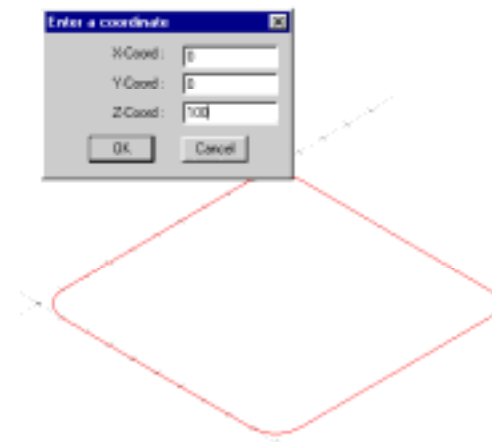 Enter a coordinate
X-Coord : 0
Y-Coord : 0
Z-Coord : 100
OK Cancel